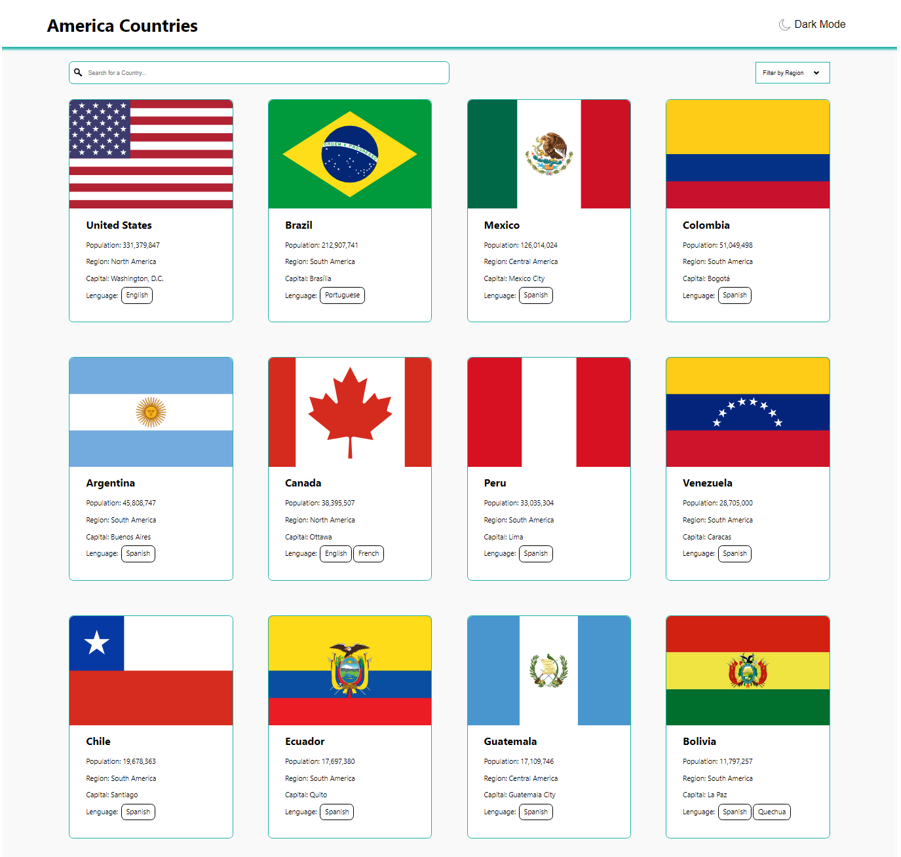 America Countries
Dark Mode
Search for a Country...
Filter by Region
United States
Population: 331,379,847
Region: North America
Capital: Washington, D.C.
Lenguage: English
Brazil
Population: 212,907,741
Region: South America
Capital: Brasília
Lenguage: Portuguese
Mexico
Population: 126,014,024
Region: Central America
Capital: Mexico City
Lenguage: Spanish
Colombia
Population: 51,049,498
Region: South America
Capital: Bogotá
Lenguage: Spanish
Argentina
Population: 45,808,747
Region: South America
Capital: Buenos Aires
Lenguage: Spanish
Canada
Population: 38,395,507
Region: North America
Capital: Ottawa
Lenguage: English French
Peru
Population: 33,035,304
Region: South America
Capital: Lima
Lenguage: Spanish
Venezuela
Population: 28,705,000
Region: South America
Capital: Caracas
Lenguage: Spanish
Chile
Population: 19,678,363
Region: South America
Capital: Santiago
Lenguage: Spanish
Ecuador
Population: 17,697,380
Region: South America
Capital: Quito
Lenguage: Spanish
Guatemala
Population: 17,109,746
Region: Central America
Capital: Guatemala City
Lenguage: Spanish
Bolivia
Population: 11,797,257
Region: South America
Capital: La Paz
Lenguage: Spanish Quechua